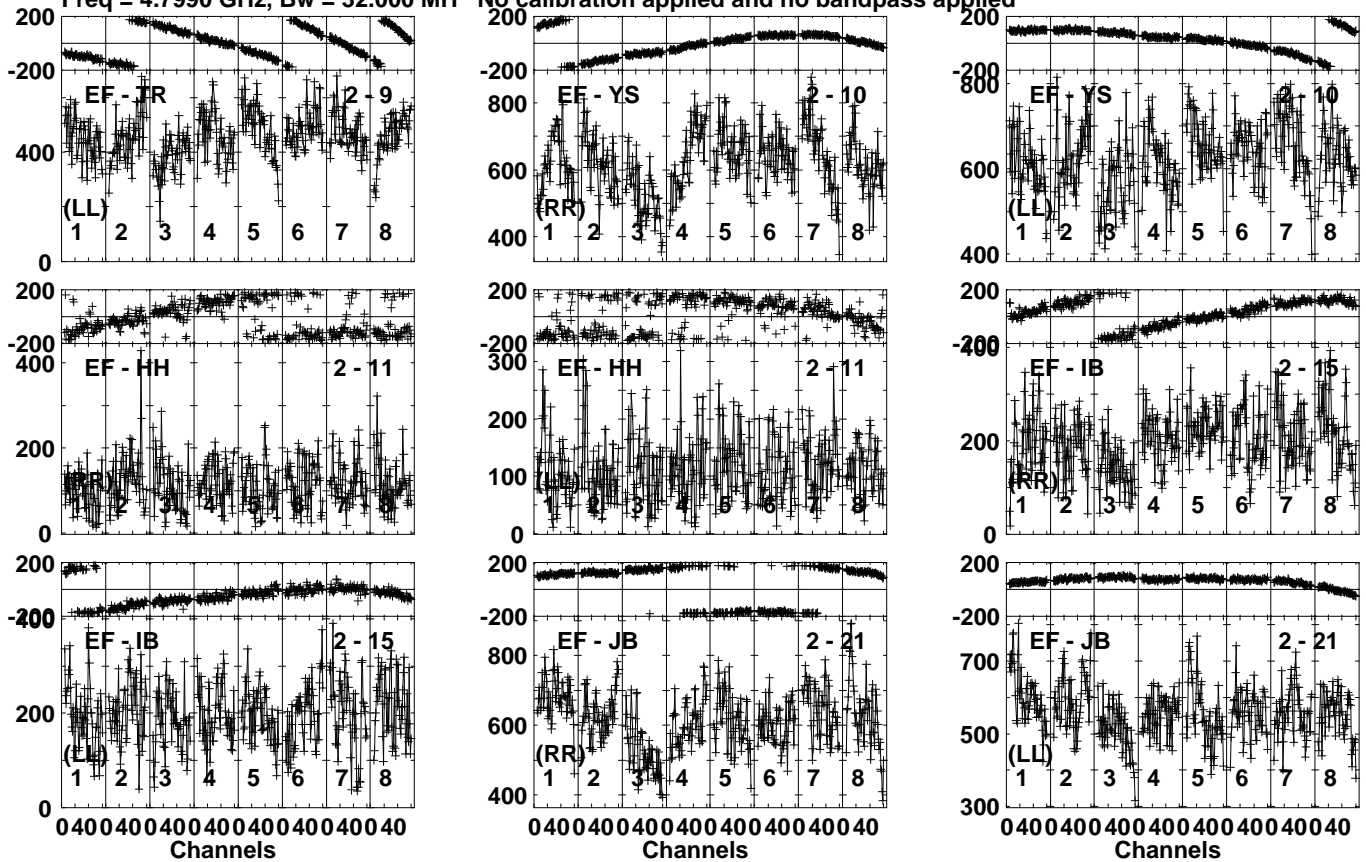 Freq = 4.7990 GHz, Bw = 32.000 MH No calibration applied and no bandpass applied
200 200 200
-200 -200 -200
EF - TR 2 - 9 EF - YS 2 - 10 EF - YS 2 - 10
800 800
400 600 600
(LL) (RR) (LL)
1 2 3 4 5 6 7 8 1 2 3 4 5 6 7 8 1 2 3 4 5 6 7 8
0 400 400
200 200 200
-200 -200 -200
400 300 400
EF - HH 2 - 11 EF - HH 2 - 11 EF - IB 2 - 15
200 200 200
100
(RR) (LL) (RR)
1 2 3 4 5 6 7 8 1 2 3 4 5 6 7 8 1 2 3 4 5 6 7 8
0 0 0
200 200 200
-200 -200 -200
400
EF - IB 2 - 15 EF - JB 2 - 21 EF - JB 2 - 21
800 700
200 600 500
(LL) (RR) (LL)
1 2 3 4 5 6 7 8 1 2 3 4 5 6 7 8 1 2 3 4 5 6 7 8
0 400 300
0 40 0 40 0 40 0 40 0 40 0 40 0 40 0 40 0 40 0 40 0 40 0 40 0 40 0 40 0 40 0 40 0 40 0 40 0 40 0 40 0 40 0 40 0 40 0 40
Channels Channels Channels